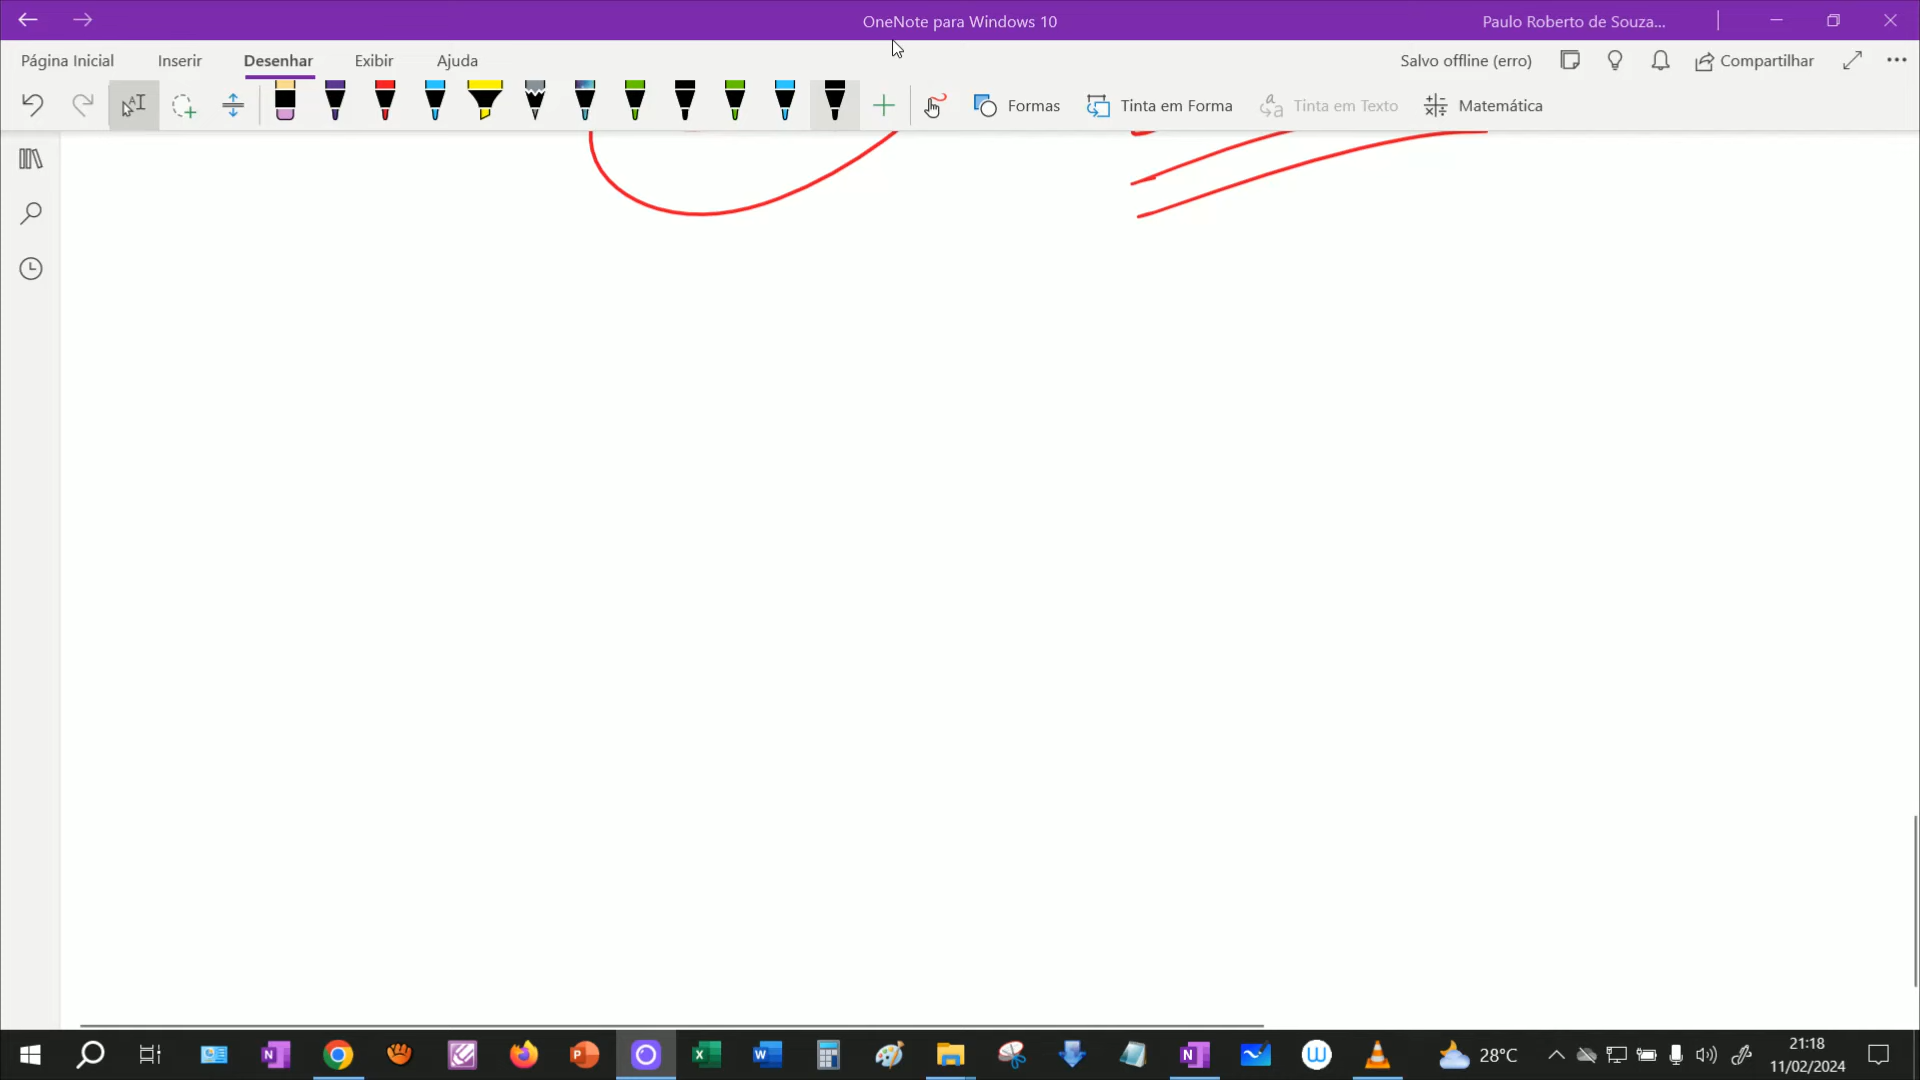 OneNote para Windows 10
Paulo Roberto de Souza...
Página Inicial
Inserir
Desenhar
Exibir
Ajuda
Salvo offline (erro)
Compartilhar
Formas
Tinta em Forma
Tinta em Texto
Matemática
28°C
21:18
11/02/2024